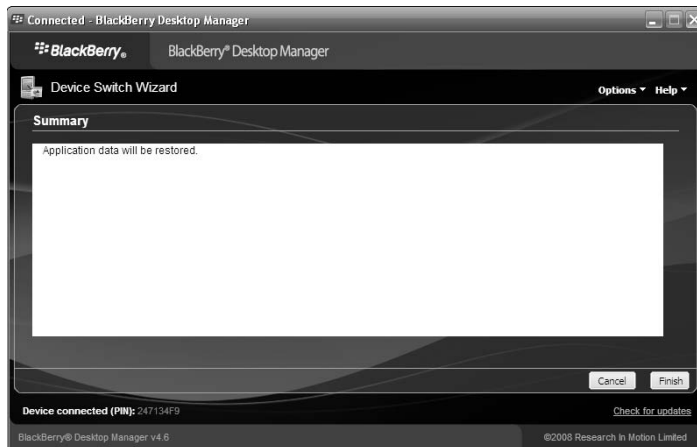 Connected - BlackBerry Desktop Manager
BlackBerry® BlackBerry® Desktop Manager
Device Switch Wizard Options Help
Summary
Application data will be restored.
Cancel Finish
Device connected (PIN): 247134F9 Check for updates
BlackBerry® Desktop Manager v4.6 ©2008 Research In Motion Limited